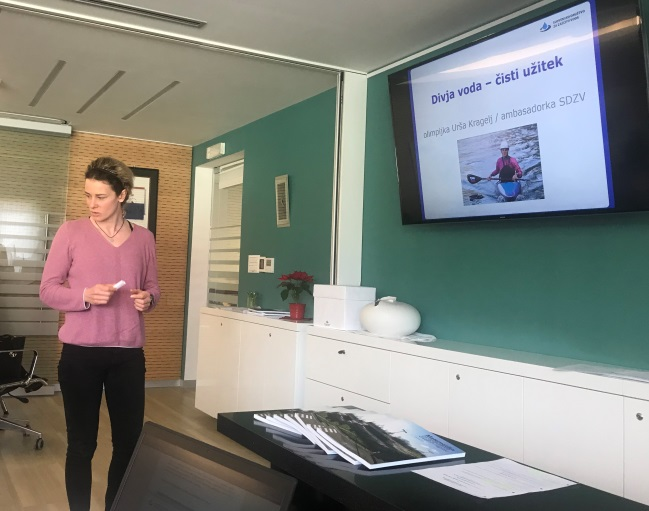 Divja voda – čisti užitek
olimpijka Urša Kragelj / ambasadorka SDZV